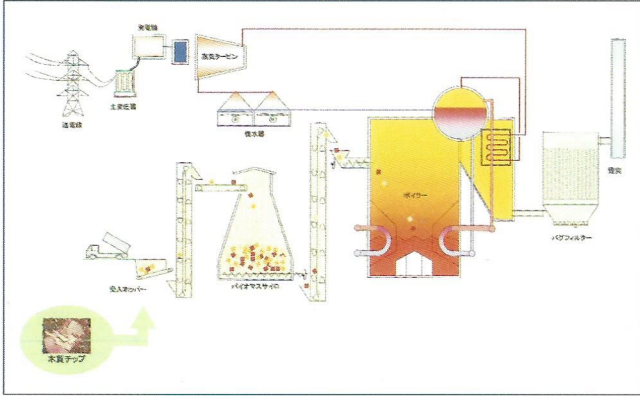 発電機
蒸気タービン
主変圧器
送電線
復水器
ボイラー
煙突
バグフィルター
受入ホッパー
バイオマスサイロ
木質チップ